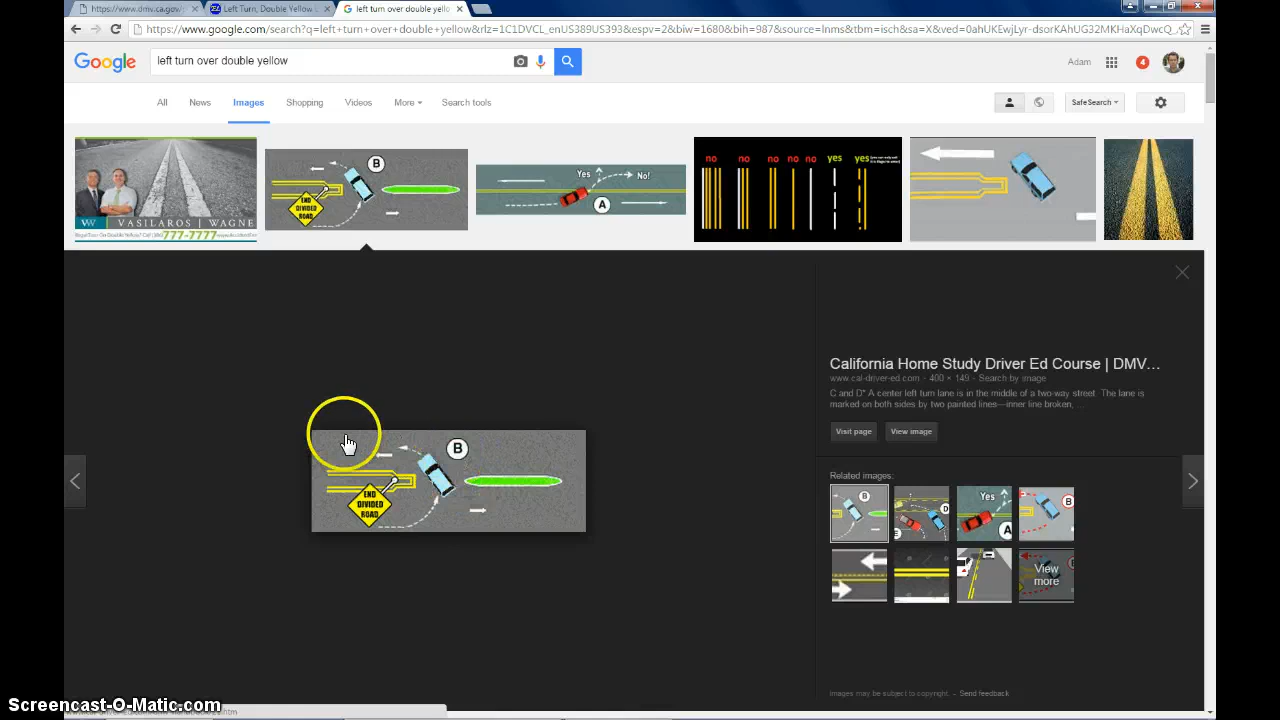 https://www.dmv.ca.gov/p
Left Turn, Double Yellow L
left turn over double yello
https://www.google.com/search?q=left+turn+over+double+yellow&rlz=1C1DVCL_enUS389US393&espv=2&biw=1680&bih=987&source=lnms&tbm=isch&sa=X&ved=
Google
left turn over double yellow
Adam
4
All
News
Images
Shopping
Videos
More
Search tools
SafeSearch
B
END
DIVIDED
ROAD
Yes
No!
A
no no no no no yes yes
VW
VASILAROS | WAGNE
777-7777
California Home Study Driver Ed Course | DMV…
www.cal-driver-ed.com - 400 × 149 - Search by image
C and D* A center left turn lane is in the middle of a two-way street. The lane is
marked on both sides by two painted lines—inner line broken, ...
Visit page
View image
B
END
DIVIDED
ROAD
Related images:
B
D
E
Yes
A
B
View
more
Images may be subject to copyright. - Send feedback
Screencast-O-Matic.com